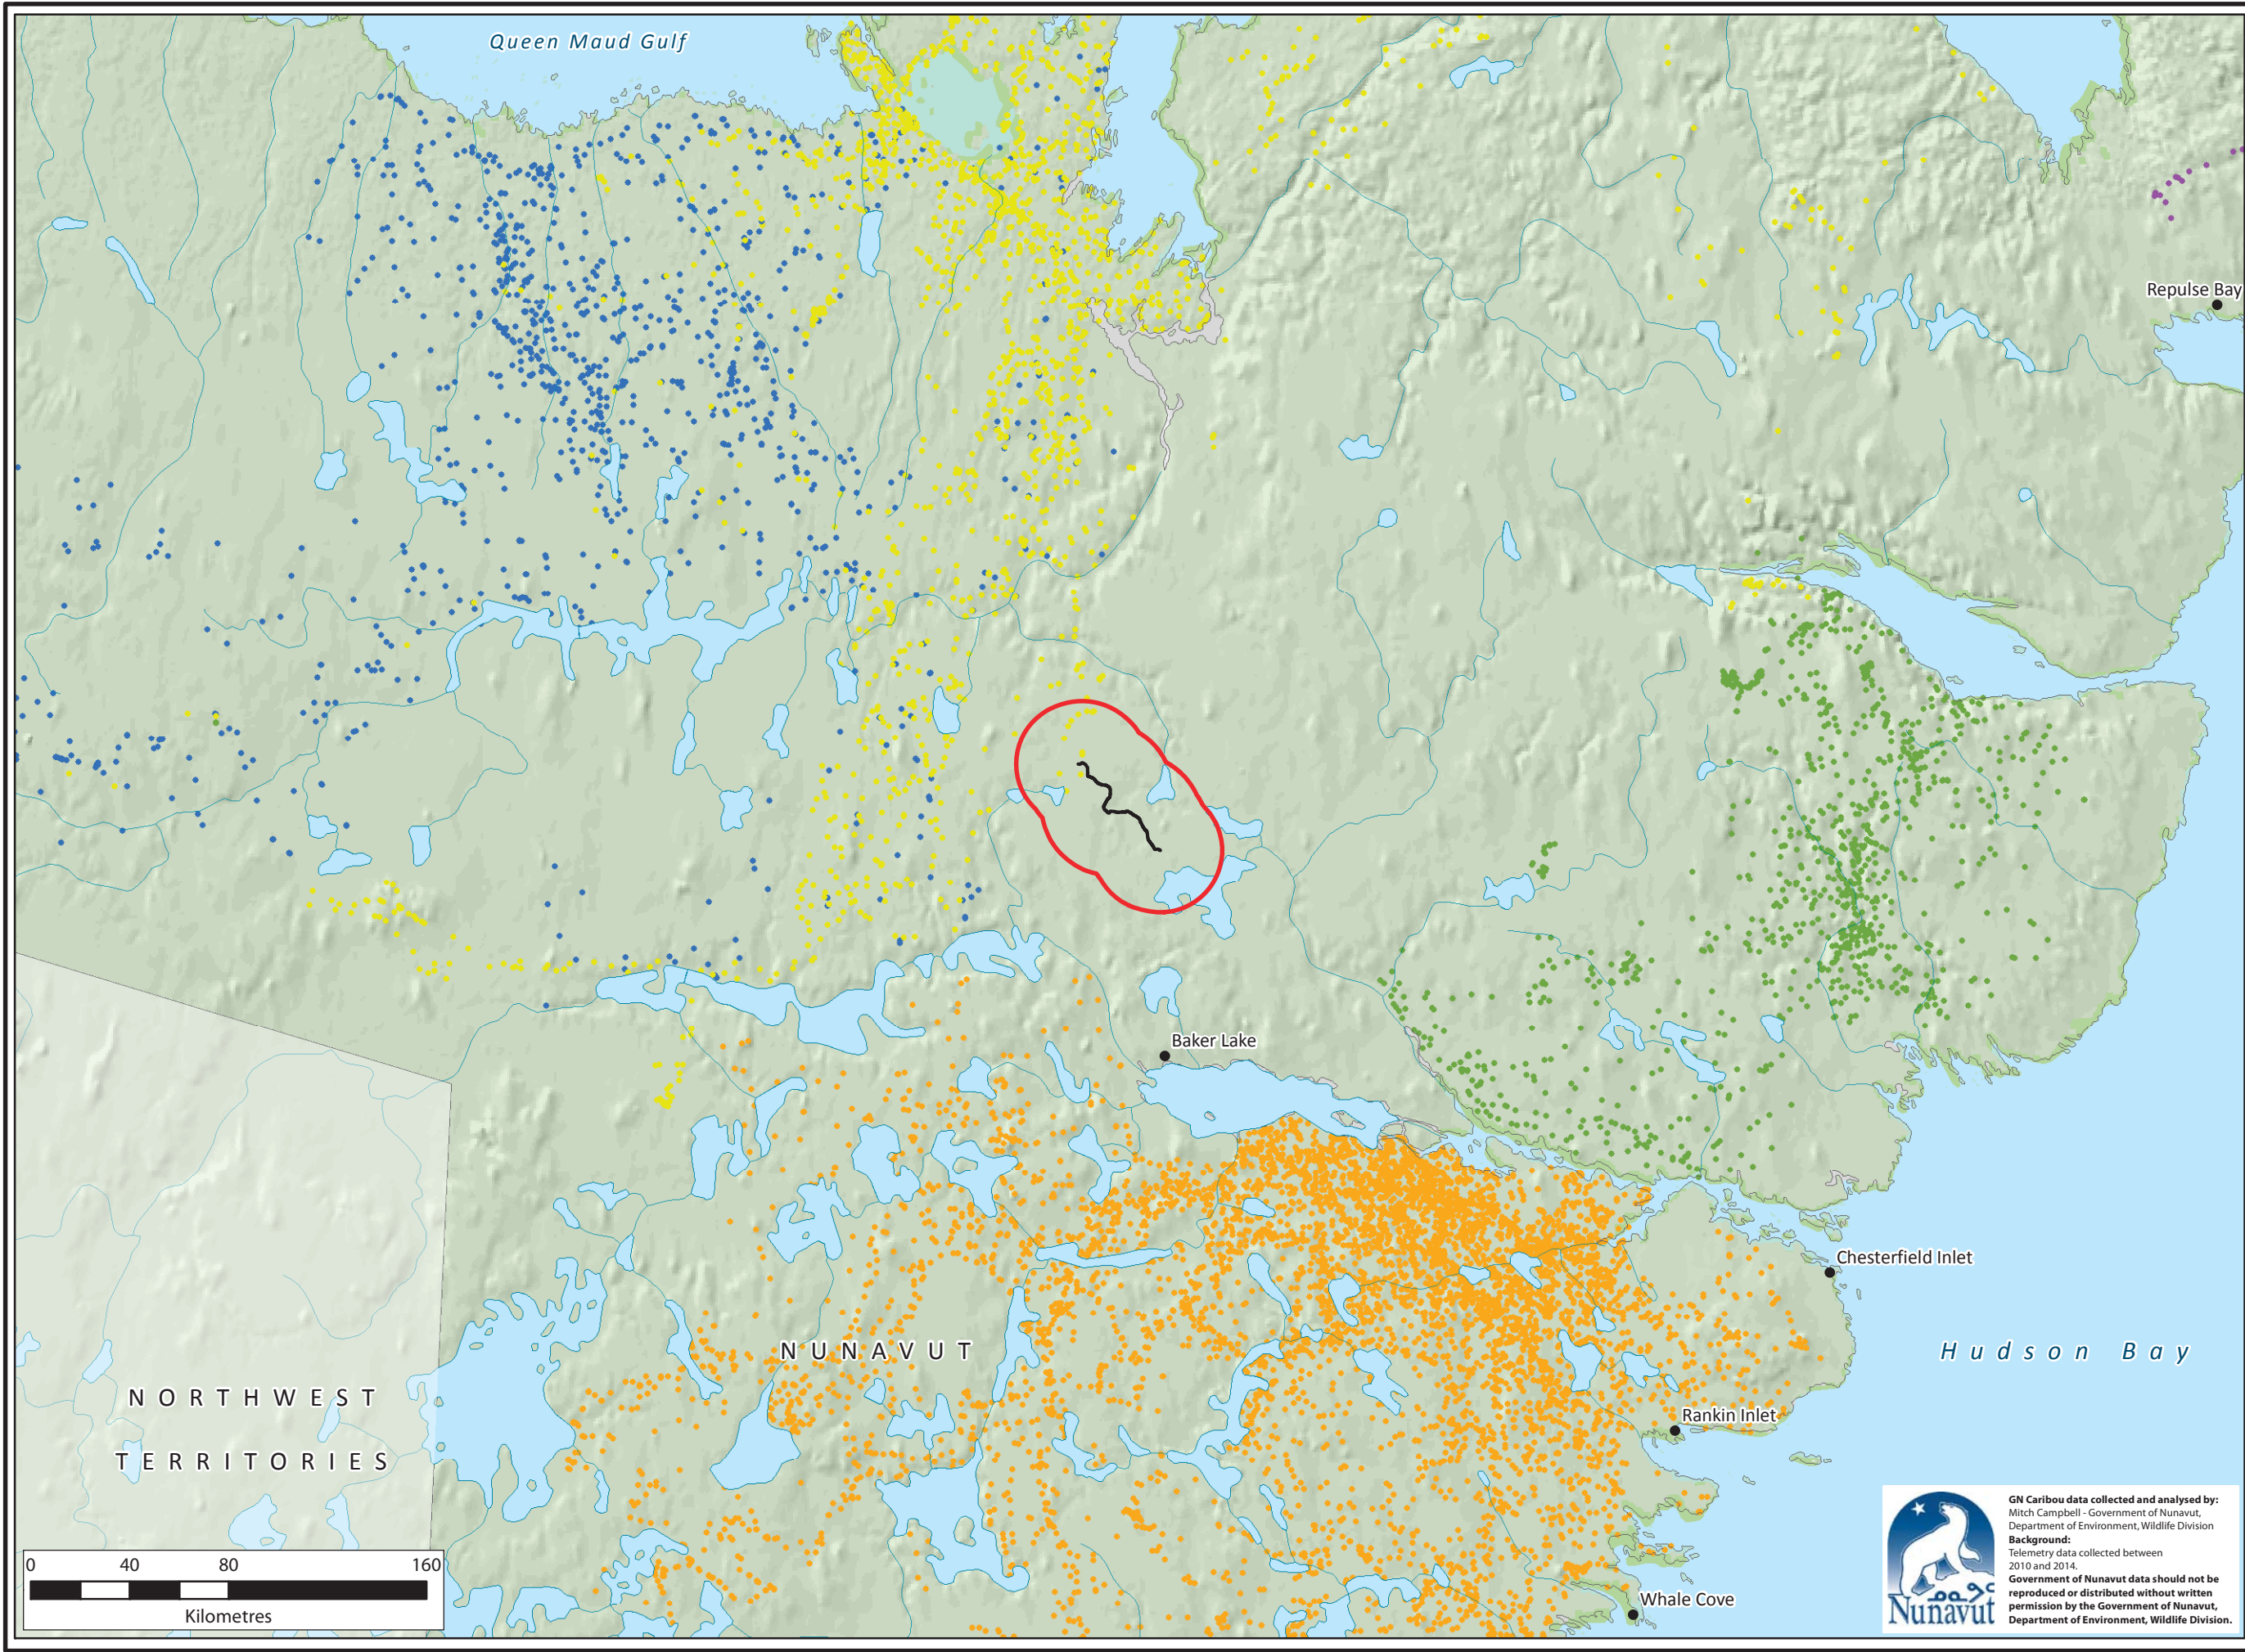 Queen Maud Gulf
Repulse Bay
Baker Lake
Chesterfield Inlet
NUNAVUT
Hudson Bay
NORTHWEST
TERRITORIES
Rankin Inlet
Whale Cove
0 40 80 160
Kilometres
GN Caribou data collected and analysed by:
Mitch Campbell - Government of Nunavut,
Department of Environment, Wildlife Division
Background:
Telemetry data collected between
2010 and 2014.
Government of Nunavut data should not be
reproduced or distributed without written
permission by the Government of Nunavut,
Department of Environment, Wildlife Division.
ᓄᓇᕗᑦ
Nunavut